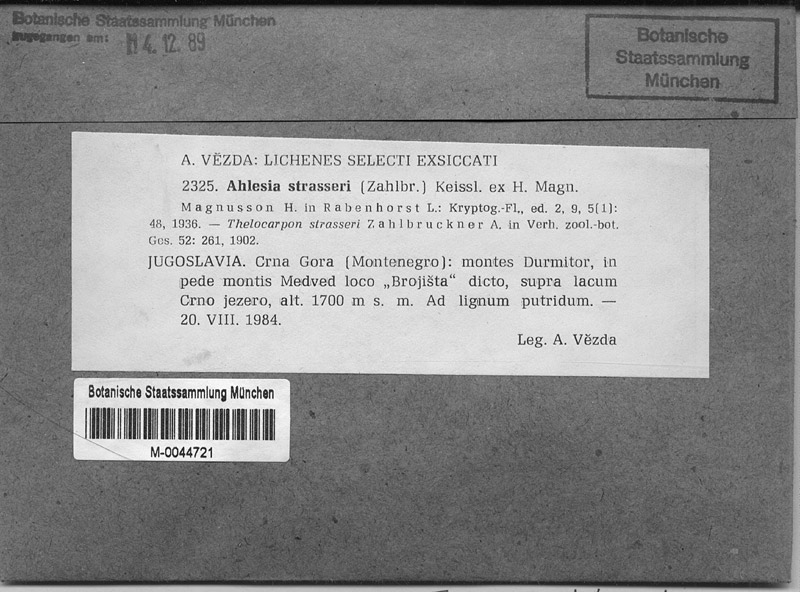 Botanische Staatssammlung München
Zugegangen am: 14. 12. 89
Botanische
Staatssammlung
München
A. VĚZDA: LICHENES SELECTI EXSICCATI
2325. Ahlesia strasseri (Zahlbr.) Keissl. ex H. Magn.
Magnusson H. in Rabenhorst L.: Kryptog.-Fl., ed. 2, 9, 5(1):
48, 1936. — Thelocarpon strasseri Zahlbruckner A. in Verh. zool.-bot.
Ges. 52: 261, 1902.
JUGOSLAVIA. Crna Gora (Montenegro): montes Durmitor, in
pede montis Medved loco „Brojišta“ dicto, supra lacum
Crno jezero, alt. 1700 m s. m. Ad lignum putridum. —
20. VIII. 1984.
Leg. A. Vězda
Botanische Staatssammlung München
M-0044721